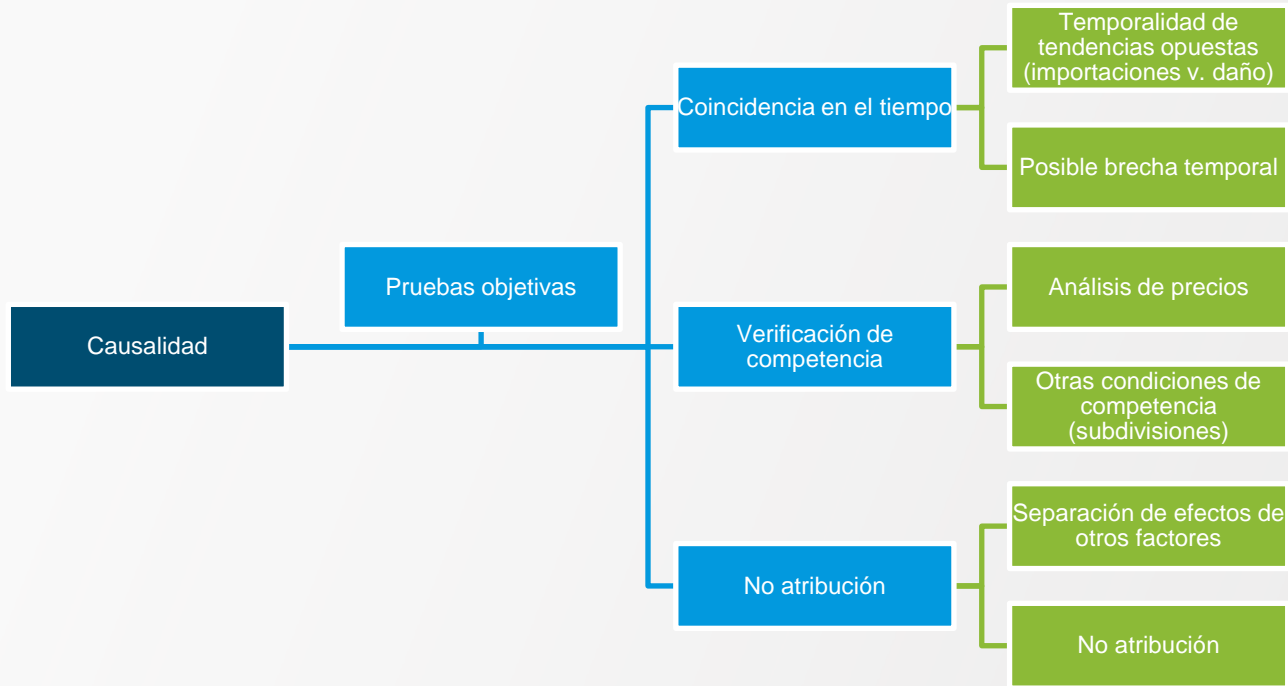 Causalidad
Pruebas objetivas
Coincidencia en el tiempo
Temporalidad de
tendencias opuestas
(importaciones v. daño)
Posible brecha temporal
Verificación de
competencia
Análisis de precios
Otras condiciones de
competencia
(subdivisiones)
No atribución
Separación de efectos de
otros factores
No atribución